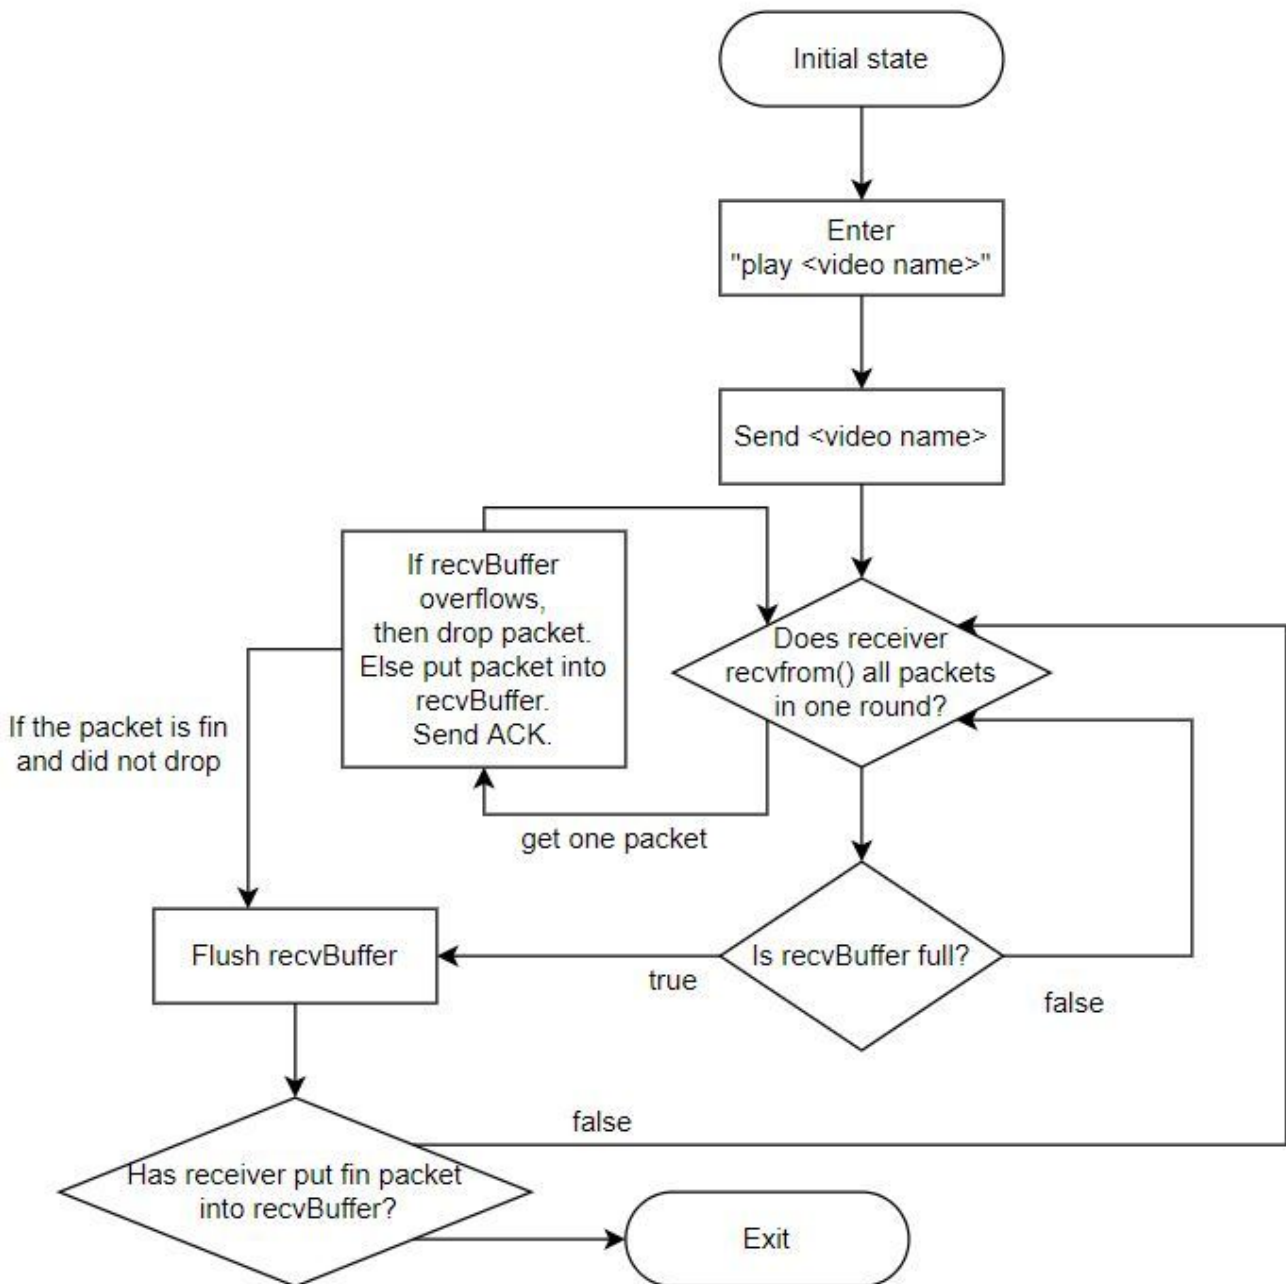 Initial state
Enter
"play <video name>"
Send <video name>
If recvBuffer
overflows,
then drop packet.
Else put packet into
recvBuffer.
Send ACK.
Does receiver
recvfrom() all packets
in one round?
If the packet is fin
and did not drop
get one packet
Flush recvBuffer
true
Is recvBuffer full?
false
false
Has receiver put fin packet
into recvBuffer?
Exit